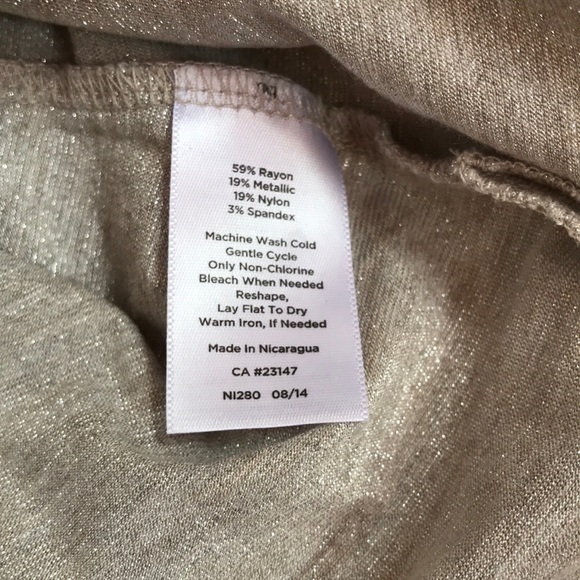 59% Rayon
19% Metallic
19% Nylon
3% Spandex
Machine Wash Cold
Gentle Cycle
Only Non-Chlorine
Bleach When Needed
Reshape,
Lay Flat To Dry
Warm Iron, If Needed
Made In Nicaragua
CA #23147
NI280 08/14